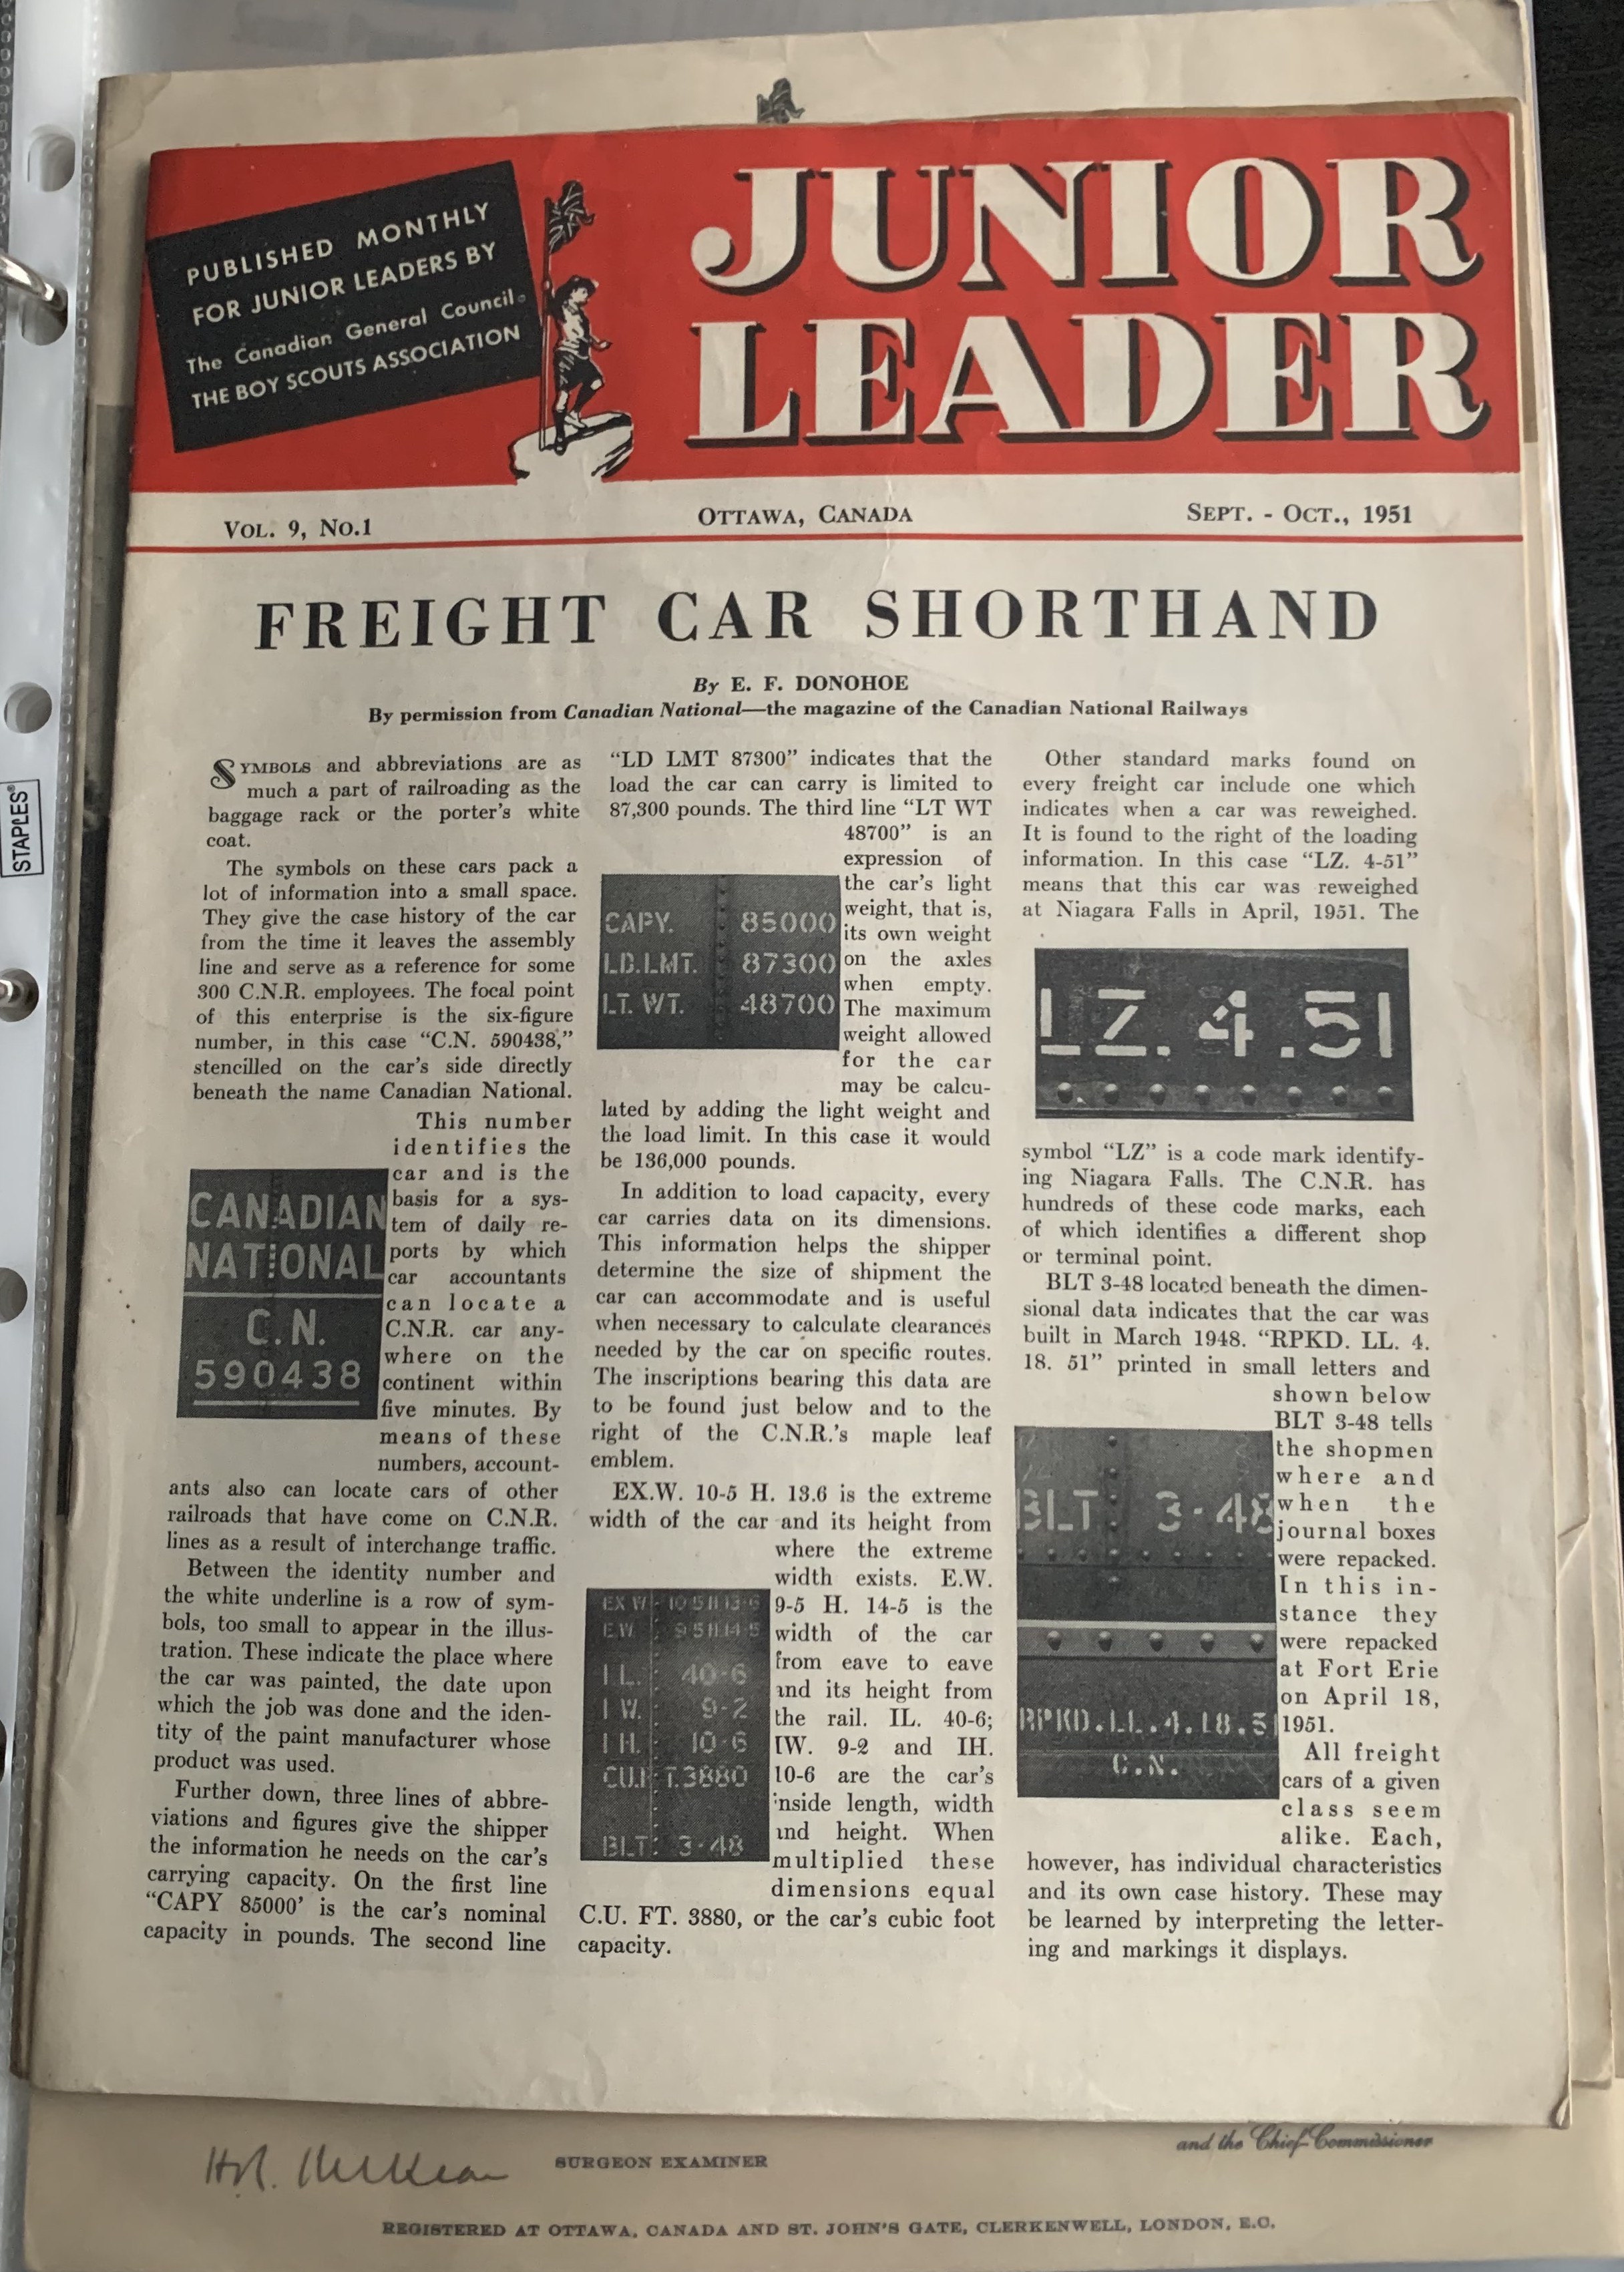 STAPLES®
PUBLISHED MONTHLY
FOR JUNIOR LEADERS BY
The Canadian General Council
THE BOY SCOUTS ASSOCIATION
JUNIOR
LEADER
VOL. 9, NO.1
OTTAWA, CANADA
SEPT. - OCT., 1951
FREIGHT CAR SHORTHAND
By E. F. DONOHOE
By permission from Canadian National—the magazine of the Canadian National Railways
SYMBOLS and abbreviations are as
much a part of railroading as the
baggage rack or the porter's white
coat.
The symbols on these cars pack a
lot of information into a small space.
They give the case history of the car
from the time it leaves the assembly
line and serve as a reference for some
300 C.N.R. employees. The focal point
of this enterprise is the six-figure
number, in this case "C.N. 590438,"
stencilled on the car's side directly
beneath the name Canadian National.
This number
identifies the
car and is the
basis for a sys-
tem of daily re-
ports by which
car accountants
can locate a
C.N.R. car any-
where on the
continent within
five minutes. By
means of these
numbers, account-
CANADIAN
NATIONAL
C.N.
590438
ants also can locate cars of other
railroads that have come on C.N.R.
lines as a result of interchange traffic.
Between the identity number and
the white underline is a row of sym-
bols, too small to appear in the illus-
tration. These indicate the place where
the car was painted, the date upon
which the job was done and the iden-
tity of the paint manufacturer whose
product was used.
Further down, three lines of abbre-
viations and figures give the shipper
the information he needs on the car's
carrying capacity. On the first line
"CAPY 85000' is the car's nominal
capacity in pounds. The second line
"LD LMT 87300" indicates that the
load the car can carry is limited to
87,300 pounds. The third line "LT WT
48700" is an
expression of
the car's light
weight, that is,
its own weight
on the axles
when empty.
The maximum
weight allowed
for the car
may be calcu-
CAPY. 85000
LD.LMT. 87300
LT. WT. 48700
lated by adding the light weight and
the load limit. In this case it would
be 136,000 pounds.
In addition to load capacity, every
car carries data on its dimensions.
This information helps the shipper
determine the size of shipment the
car can accommodate and is useful
when necessary to calculate clearances
needed by the car on specific routes.
The inscriptions bearing this data are
to be found just below and to the
right of the C.N.R.'s maple leaf
emblem.
EX.W. 10-5 H. 13.6 is the extreme
width of the car and its height from
where the extreme
width exists. E.W.
9-5 H. 14-5 is the
width of the car
from eave to eave
and its height from
the rail. IL. 40-6;
IW. 9-2 and IH.
10-6 are the car's
inside length, width
and height. When
multiplied these
dimensions equal
EX W 10 5 H 13 6
E W 9 5 H 14 5
I L. 40-6
I W. 9-2
I H. 10-6
CU.F T.3880
BLT. 3-48
C.U. FT. 3880, or the car's cubic foot
capacity.
Other standard marks found on
every freight car include one which
indicates when a car was reweighed.
It is found to the right of the loading
information. In this case "LZ. 4-51"
means that this car was reweighed
at Niagara Falls in April, 1951. The
LZ. 4.51
symbol "LZ" is a code mark identify-
ing Niagara Falls. The C.N.R. has
hundreds of these code marks, each
of which identifies a different shop
or terminal point.
BLT 3-48 located beneath the dimen-
sional data indicates that the car was
built in March 1948. "RPKD. LL. 4.
18. 51" printed in small letters and
shown below
BLT 3-48 tells
the shopmen
where and
when the
journal boxes
were repacked.
In this in-
stance they
were repacked
at Fort Erie
on April 18,
1951.
All freight
cars of a given
class seem
alike. Each,
BLT 3-48
RPKD.LL.4.18.5
C.N.
however, has individual characteristics
and its own case history. These may
be learned by interpreting the letter-
ing and markings it displays.
and the Chief-Commissioner
SURGEON EXAMINER
REGISTERED AT OTTAWA, CANADA AND ST. JOHN'S GATE, CLERKENWELL, LONDON, E.C.